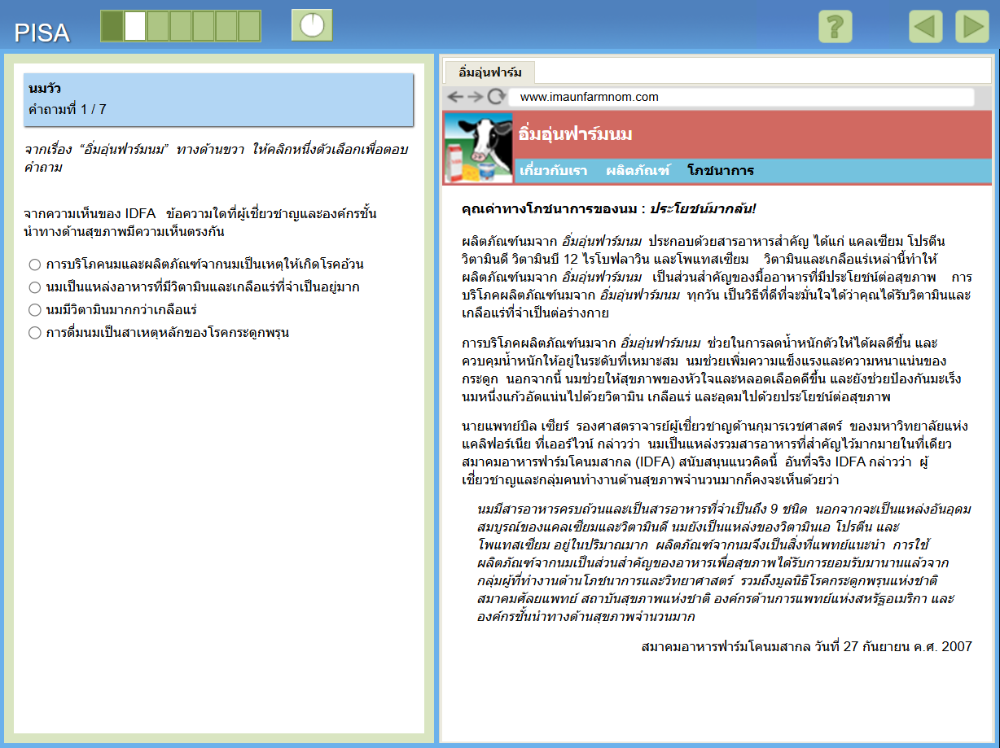 PISA
?
นมวัว
คำถามที่ 1 / 7
จากเรื่อง “อิ่มอุ่นฟาร์มนม” ทางด้านขวา ให้คลิกหนึ่งตัวเลือกเพื่อตอบ
คำถาม
จากความเห็นของ IDFA ข้อความใดที่ผู้เชี่ยวชาญและองค์กรชั้น
นำทางด้านสุขภาพมีความเห็นตรงกัน
การบริโภคนมและผลิตภัณฑ์จากนมเป็นเหตุให้เกิดโรคอ้วน
นมเป็นแหล่งอาหารที่มีวิตามินและเกลือแร่ที่จำเป็นอยู่มาก
นมมีวิตามินมากกว่าเกลือแร่
การดื่มนมเป็นสาเหตุหลักของโรคกระดูกพรุน
อิ่มอุ่นฟาร์ม
www.imaunfarmnom.com
อิ่มอุ่นฟาร์มนม
เกี่ยวกับเรา ผลิตภัณฑ์ โภชนาการ
คุณค่าทางโภชนาการของนม : ประโยชน์มากล้น!
ผลิตภัณฑ์นมจาก อิ่มอุ่นฟาร์มนม ประกอบด้วยสารอาหารสำคัญ ได้แก่ แคลเซียม โปรตีน
วิตามินดี วิตามินบี 12 ไรโบฟลาวิน และโพแทสเซียม วิตามินและเกลือแร่เหล่านี้ทำให้
ผลิตภัณฑ์นมจาก อิ่มอุ่นฟาร์มนม เป็นส่วนสำคัญของมื้ออาหารที่มีประโยชน์ต่อสุขภาพ การ
บริโภคผลิตภัณฑ์นมจาก อิ่มอุ่นฟาร์มนม ทุกวัน เป็นวิธีที่ดีที่จะมั่นใจได้ว่าคุณได้รับวิตามินและ
เกลือแร่ที่จำเป็นต่อร่างกาย
การบริโภคผลิตภัณฑ์นมจาก อิ่มอุ่นฟาร์มนม ช่วยในการลดน้ำหนักตัวให้ได้ผลดีขึ้น และ
ควบคุมน้ำหนักให้อยู่ในระดับที่เหมาะสม นมช่วยเพิ่มความแข็งแรงและความหนาแน่นของ
กระดูก นอกจากนี้ นมช่วยให้สุขภาพของหัวใจและหลอดเลือดดีขึ้น และยังช่วยป้องกันมะเร็ง
นมหนึ่งแก้วอัดแน่นไปด้วยวิตามิน เกลือแร่ และอุดมไปด้วยประโยชน์ต่อสุขภาพ
นายแพทย์บิล เซียร์ รองศาสตราจารย์ผู้เชี่ยวชาญด้านกุมารเวชศาสตร์ ของมหาวิทยาลัยแห่ง
แคลิฟอร์เนีย ที่เออร์ไวน์ กล่าวว่า นมเป็นแหล่งรวมสารอาหารที่สำคัญไว้มากมายในที่เดียว
สมาคมอาหารฟาร์มโคนมสากล (IDFA) สนับสนุนแนวคิดนี้ อันที่จริง IDFA กล่าวว่า ผู้
เชี่ยวชาญและกลุ่มคนทำงานด้านสุขภาพจำนวนมากก็คงจะเห็นด้วยว่า
นมมีสารอาหารครบถ้วนและเป็นสารอาหารที่จำเป็นถึง 9 ชนิด นอกจากจะเป็นแหล่งอันอุดม
สมบูรณ์ของแคลเซียมและวิตามินดี นมยังเป็นแหล่งของวิตามินเอ โปรตีน และ
โพแทสเซียม อยู่ในปริมาณมาก ผลิตภัณฑ์จากนมจึงเป็นสิ่งที่แพทย์แนะนำ การใช้
ผลิตภัณฑ์จากนมเป็นส่วนสำคัญของอาหารเพื่อสุขภาพได้รับการยอมรับมานานแล้วจาก
กลุ่มผู้ที่ทำงานด้านโภชนาการและวิทยาศาสตร์ รวมถึงมูลนิธิโรคกระดูกพรุนแห่งชาติ
สมาคมศัลยแพทย์ สถาบันสุขภาพแห่งชาติ องค์กรด้านการแพทย์แห่งสหรัฐอเมริกา และ
องค์กรชั้นนำทางด้านสุขภาพจำนวนมาก
สมาคมอาหารฟาร์มโคนมสากล วันที่ 27 กันยายน ค.ศ. 2007